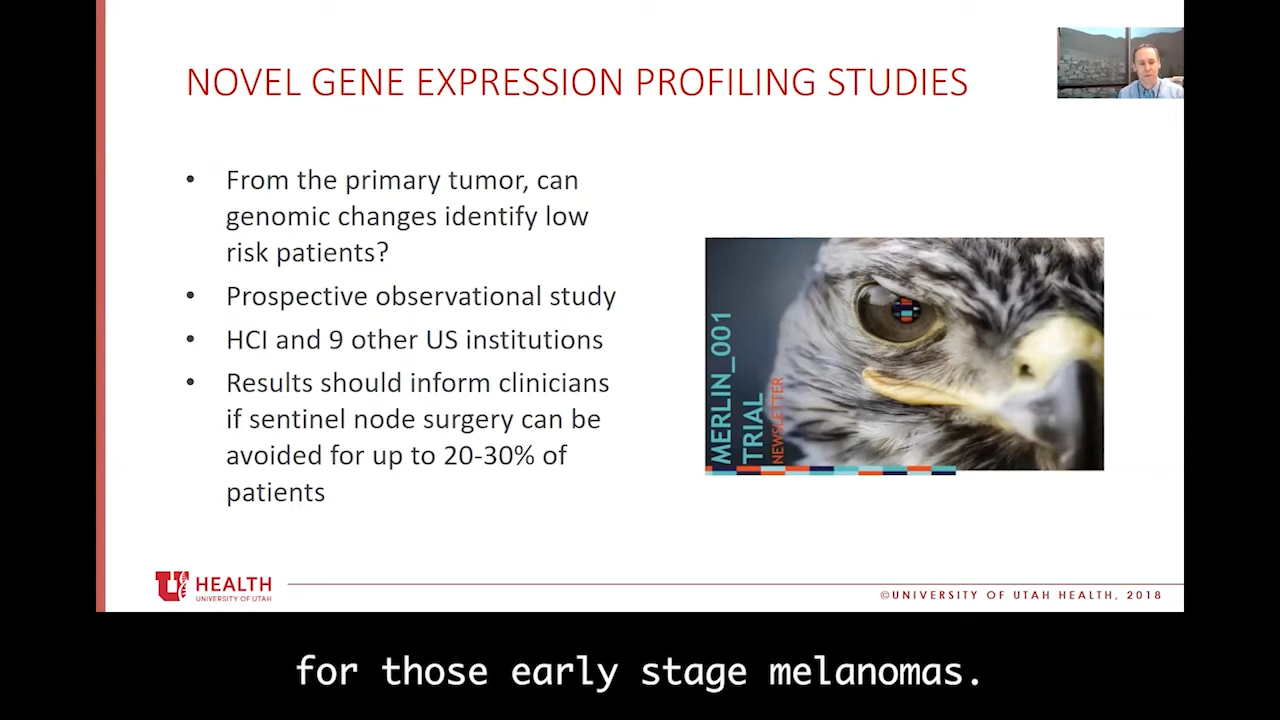 NOVEL GENE EXPRESSION PROFILING STUDIES
• From the primary tumor, can
genomic changes identify low
risk patients?
• Prospective observational study
• HCI and 9 other US institutions
• Results should inform clinicians
if sentinel node surgery can be
avoided for up to 20-30% of
patients
MERLIN_001
TRIAL
NEWSLETTER
U HEALTH
UNIVERSITY OF UTAH
©UNIVERSITY OF UTAH HEALTH, 2018
for those early stage melanomas.